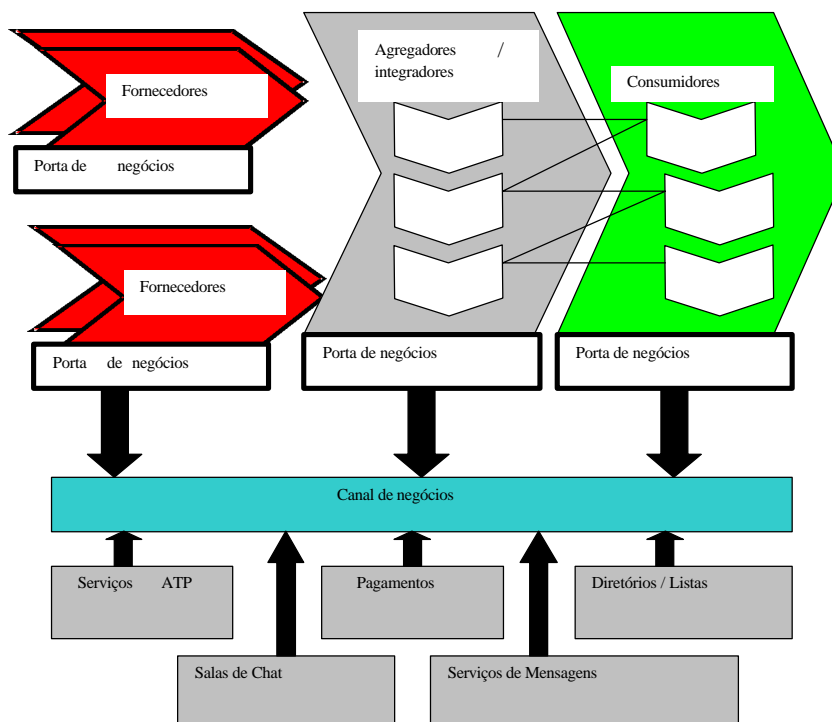 Agregadores /
integradores
Fornecedores
Consumidores
Porta de negócios
Fornecedores
Porta de negócios
Porta de negócios
Porta de negócios
Canal de negócios
Serviços ATP
Pagamentos
Diretórios / Listas
Salas de Chat
Serviços de Mensagens